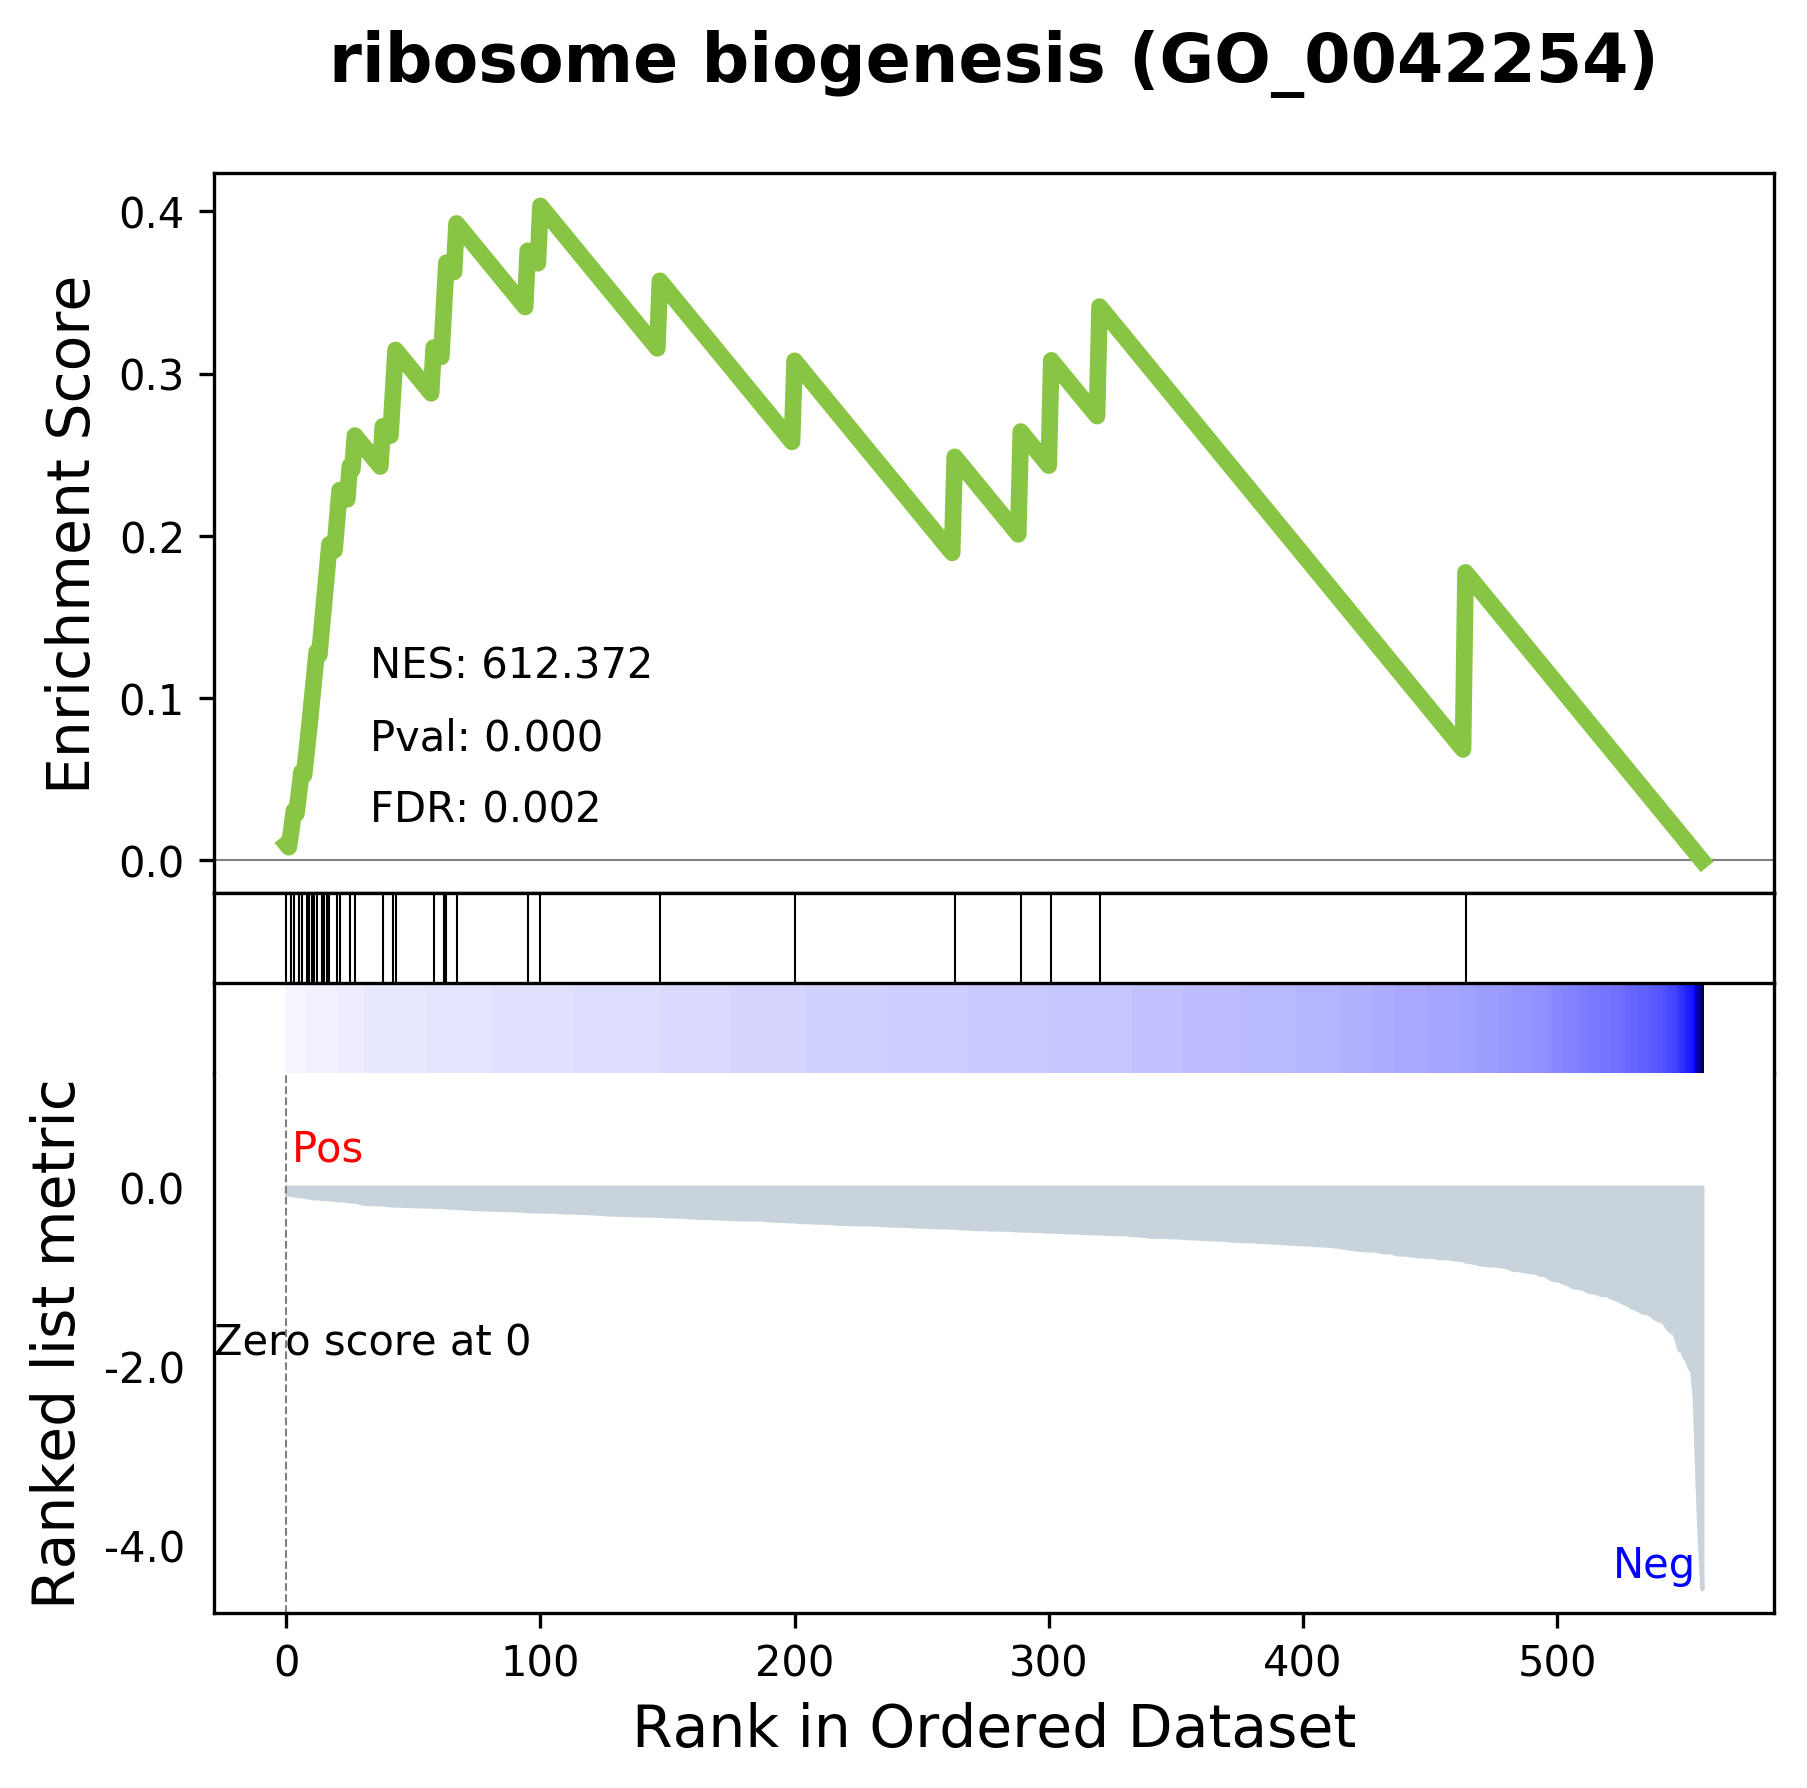 ribosome biogenesis (GO_0042254)
Enrichment Score
0.4
0.3
0.2
0.1
0.0
NES: 612.372
Pval: 0.000
FDR: 0.002
Ranked list metric
Pos
0.0
Zero score at 0
-2.0
-4.0
Neg
0 100 200 300 400 500
Rank in Ordered Dataset